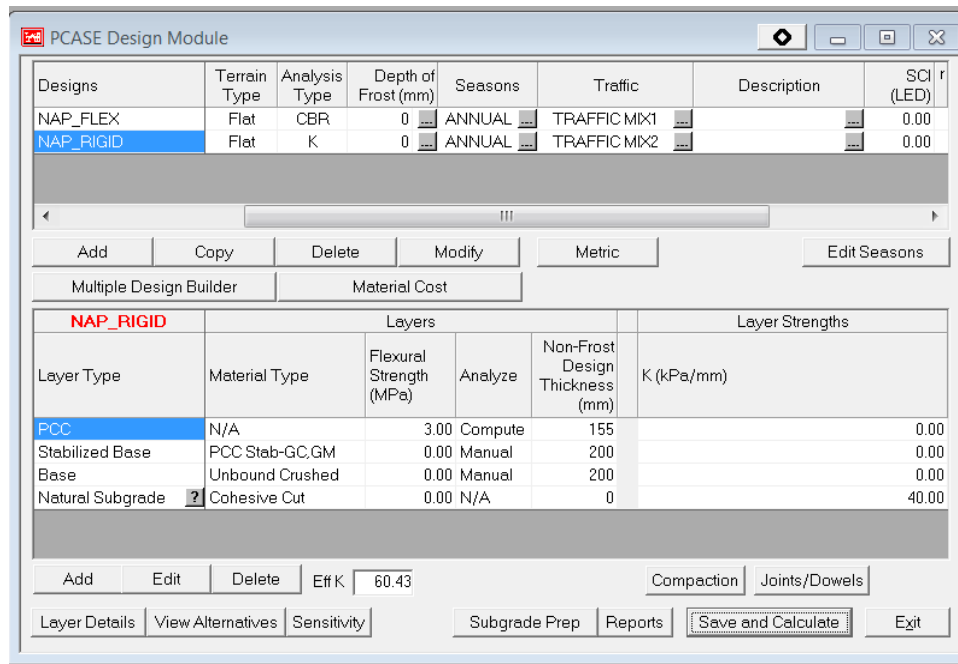 PCASE Design Module
Designs Terrain Type Analysis Type Depth of Frost (mm) Seasons Traffic Description SCI (LED) r
NAP_FLEX Flat CBR 0 ... ANNUAL ... TRAFFIC MIX1 ... ... 0.00
NAP_RIGID Flat K 0 ... ANNUAL ... TRAFFIC MIX2 ... ... 0.00
Add Copy Delete Modify Metric Edit Seasons
Multiple Design Builder Material Cost
NAP_RIGID Layers Layer Strengths
Layer Type Material Type Flexural Strength (MPa) Analyze Non-Frost Design Thickness (mm) K (kPa/mm)
PCC N/A 3.00 Compute 155 0.00
Stabilized Base PCC Stab-GC,GM 0.00 Manual 200 0.00
Base Unbound Crushed 0.00 Manual 200 0.00
Natural Subgrade ? Cohesive Cut 0.00 N/A 0 40.00
Add Edit Delete Eff K 60.43 Compaction Joints/Dowels
Layer Details View Alternatives Sensitivity Subgrade Prep Reports Save and Calculate Exit